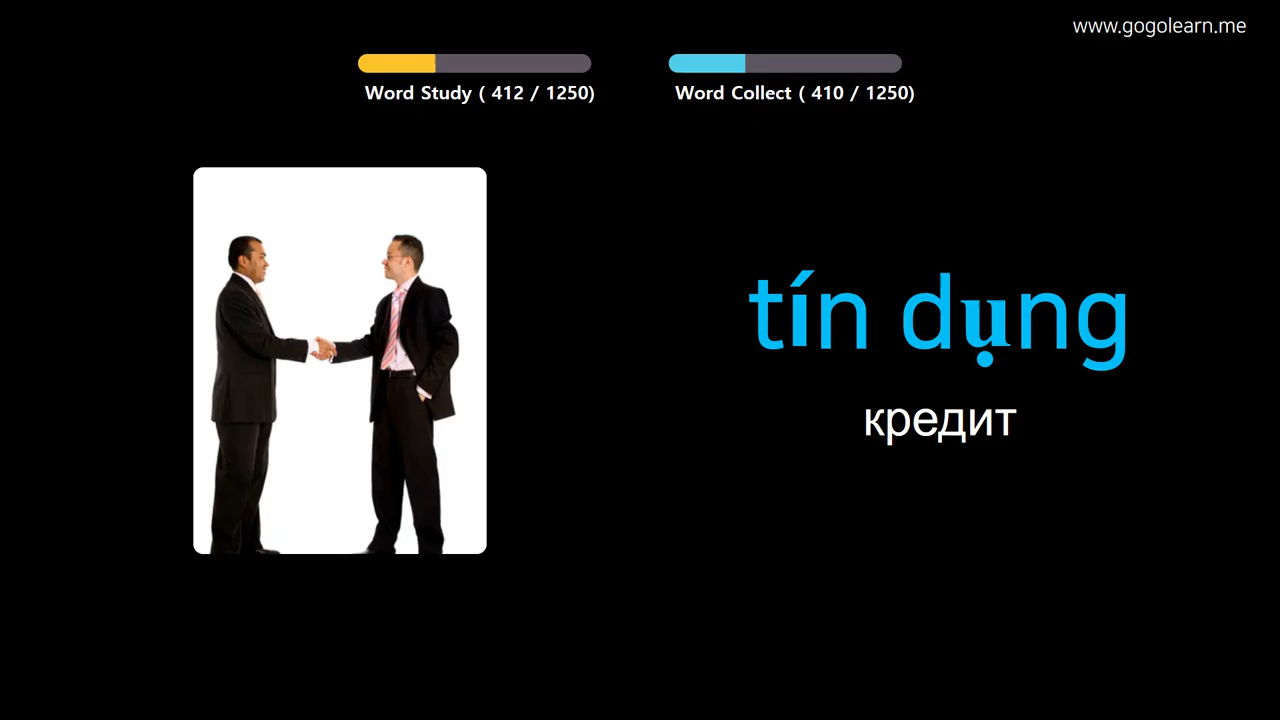 www.gogolearn.me
Word Study ( 412 / 1250)
Word Collect ( 410 / 1250)
tín dụng
кредит